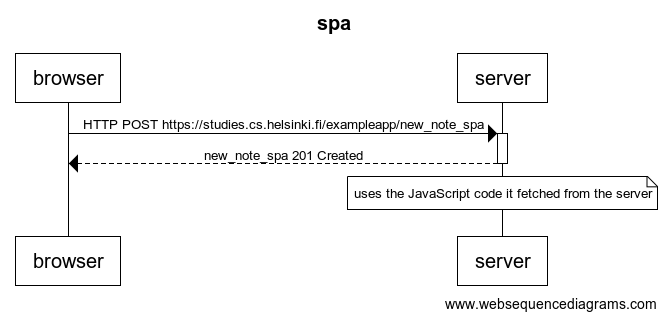 spa
browser
server
HTTP POST https://studies.cs.helsinki.fi/exampleapp/new_note_spa
new_note_spa 201 Created
uses the JavaScript code it fetched from the server
browser
server
www.websequencediagrams.com